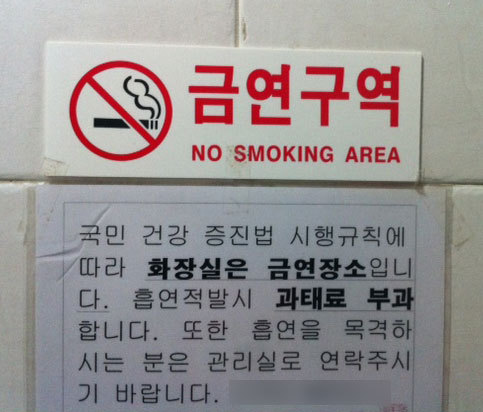 금연구역
NO SMOKING AREA
국민 건강 증진법 시행규칙에
따라 화장실은 금연장소입니
다. 흡연적발시 과태료 부과
합니다. 또한 흡연을 목격하
시는 분은 관리실로 연락주시
기 바랍니다.